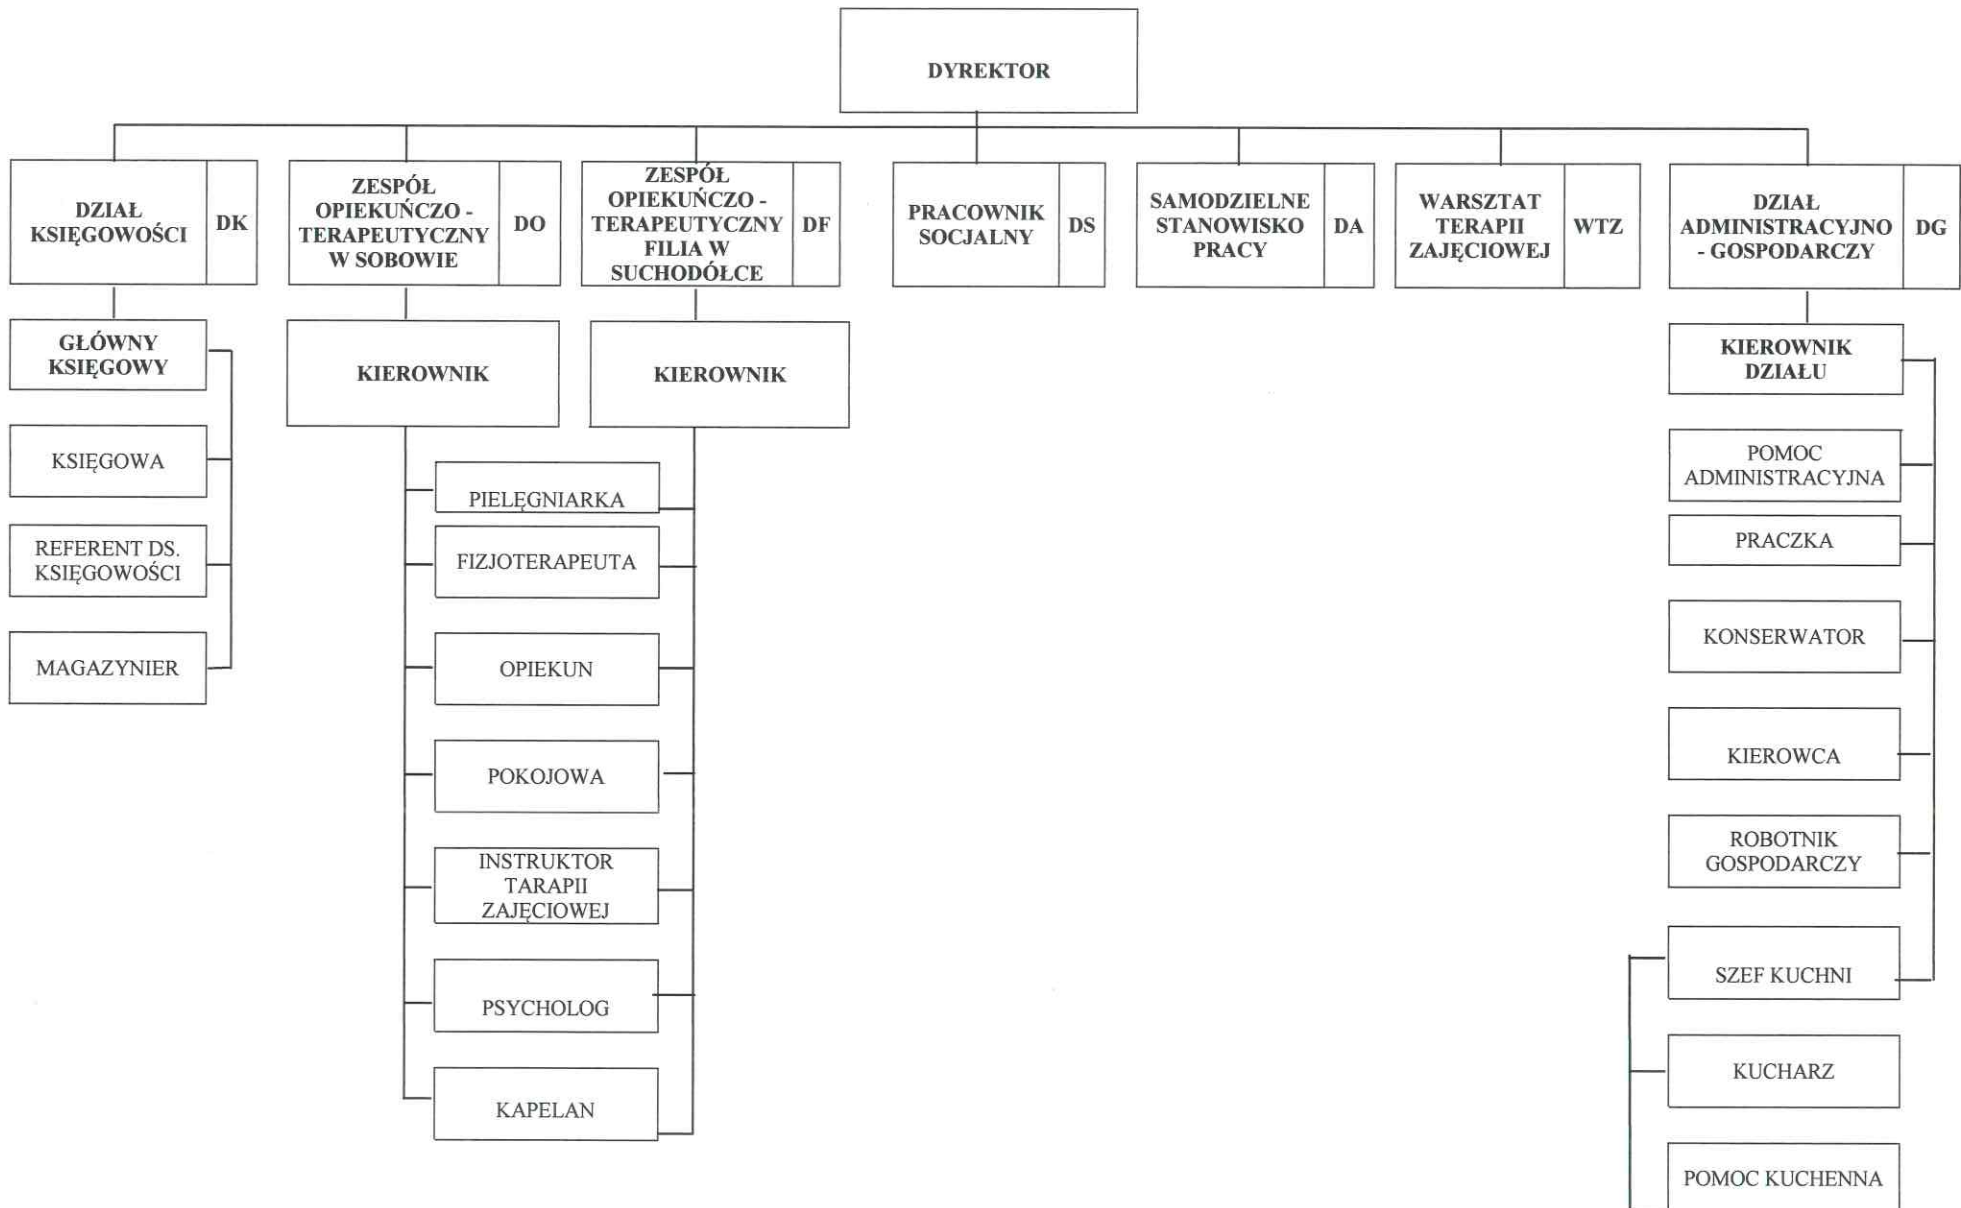 DYREKTOR
DZIAŁ
KSIĘGOWOŚCI
DK
ZESPÓŁ
OPIEKUŃCZO -
TERAPEUTYCZNY
W SOBOWIE
DO
ZESPÓŁ
OPIEKUŃCZO -
TERAPEUTYCZNY
FILIA W
SUCHODÓŁCE
DF
PRACOWNIK
SOCJALNY
DS
SAMODZIELNE
STANOWISKO
PRACY
DA
WARSZTAT
TERAPII
ZAJĘCIOWEJ
WTZ
DZIAŁ
ADMINISTRACYJNO
- GOSPODARCZY
DG
GŁÓWNY
KSIĘGOWY
KSIĘGOWA
REFERENT DS.
KSIĘGOWOŚCI
MAGAZYNIER
KIEROWNIK
KIEROWNIK
PIELĘGNIARKA
FIZJOTERAPEUTA
OPIEKUN
POKOJOWA
INSTRUKTOR
TARAPII
ZAJĘCIOWEJ
PSYCHOLOG
KAPELAN
KIEROWNIK
DZIAŁU
POMOC
ADMINISTRACYJNA
PRACZKA
KONSERWATOR
KIEROWCA
ROBOTNIK
GOSPODARCZY
SZEF KUCHNI
KUCHARZ
POMOC KUCHENNA